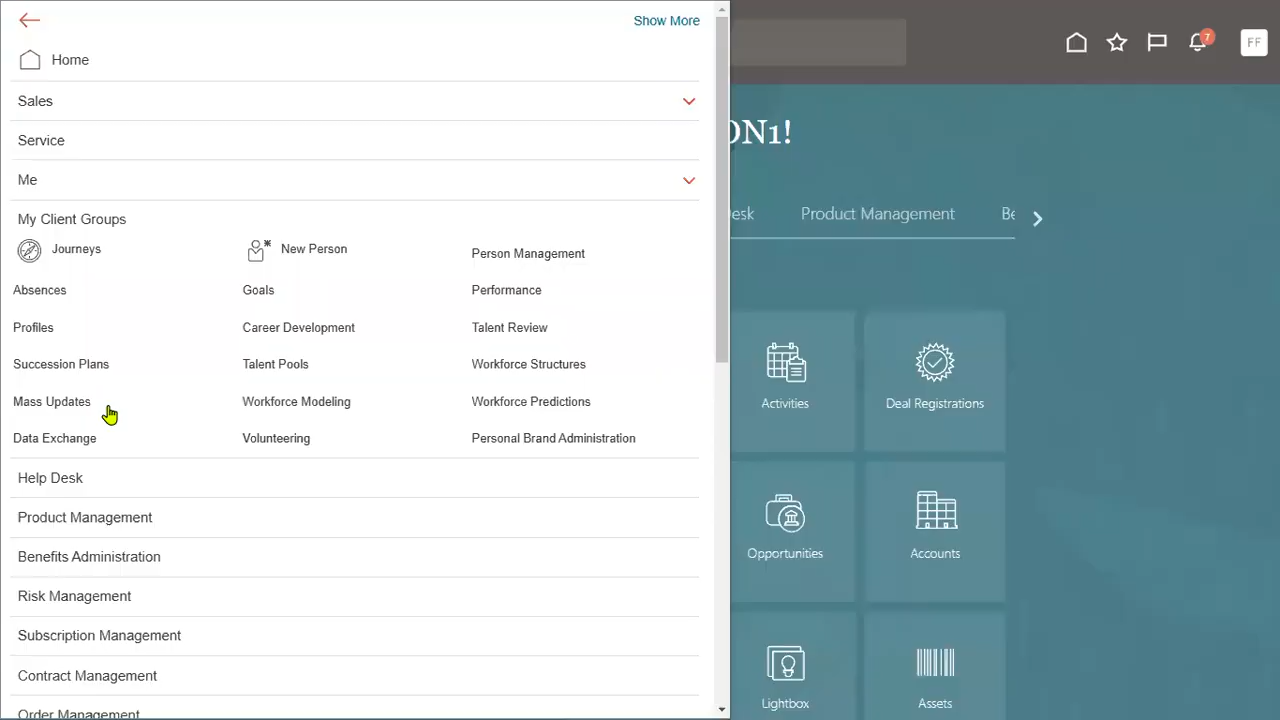 Show More
Home
Sales
Service
Me
My Client Groups
Journeys
New Person
Person Management
Absences
Goals
Performance
Profiles
Career Development
Talent Review
Succession Plans
Talent Pools
Workforce Structures
Mass Updates
Workforce Modeling
Workforce Predictions
Data Exchange
Volunteering
Personal Brand Administration
Help Desk
Product Management
Benefits Administration
Risk Management
Subscription Management
Contract Management
Order Management
7
FF
ON1!
Product Management
Activities
Deal Registrations
Opportunities
Accounts
Lightbox
Assets